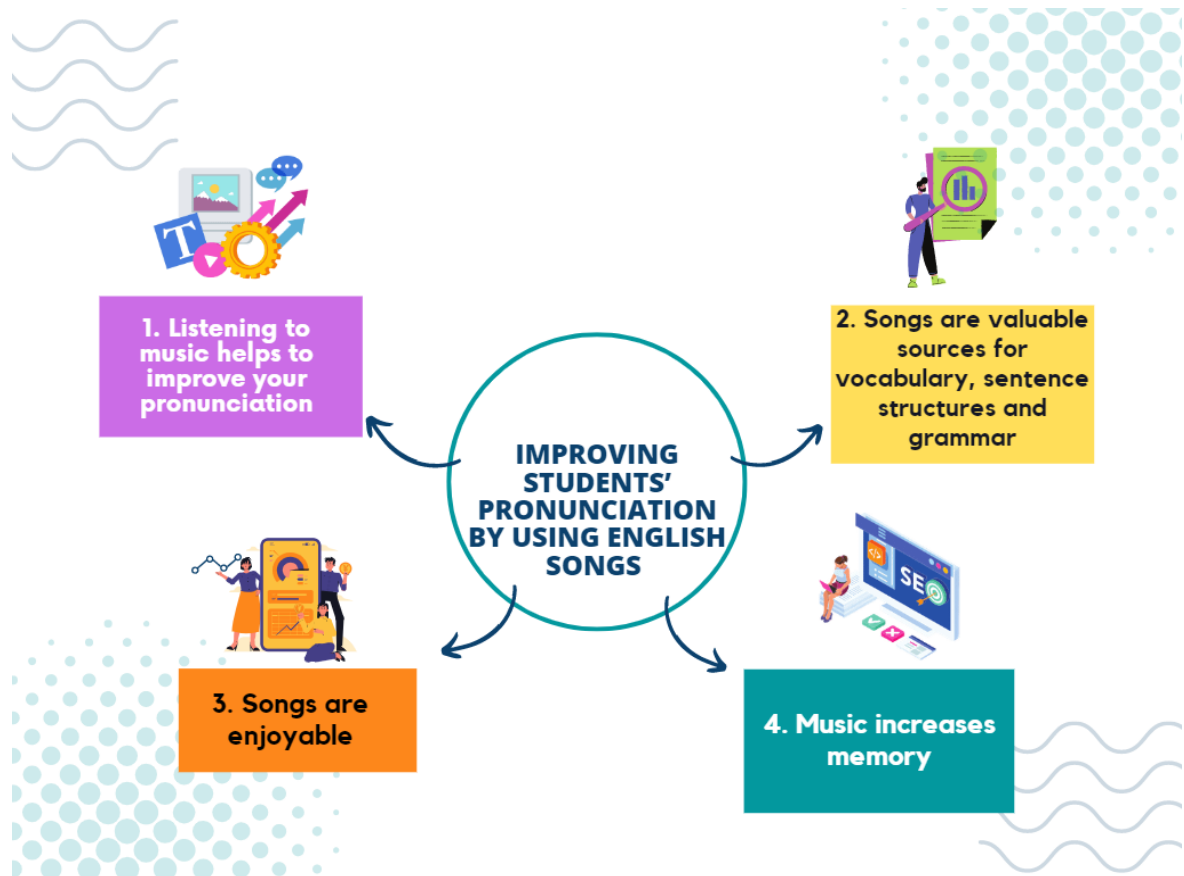 1. Listening to
music helps to
improve your
pronunciation
2. Songs are valuable
sources for
vocabulary, sentence
structures and
grammar
IMPROVING
STUDENTS’
PRONUNCIATION
BY USING ENGLISH
SONGS
3. Songs are
enjoyable
4. Music increases
memory
T
SEO